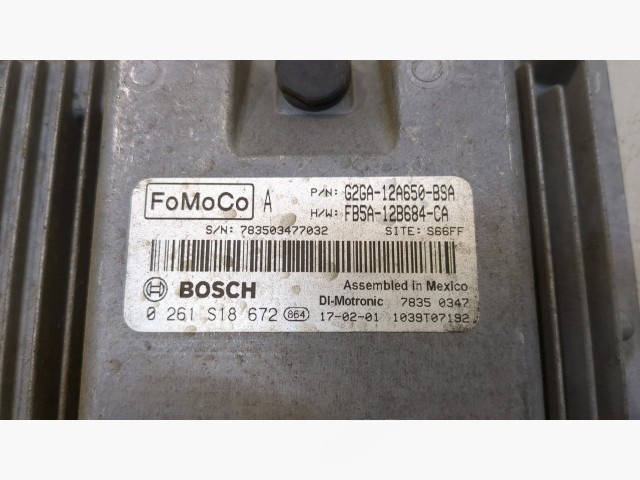 FoMoCo A P/N: G2GA-12A650-BSA
H/W: FB5A-12B684-CA
S/N: 783503477032 SITE: S66FF
BOSCH Assembled in Mexico
DI-Motronic 7835 0347
0 261 S18 672 864 17-02-01 1039T07192